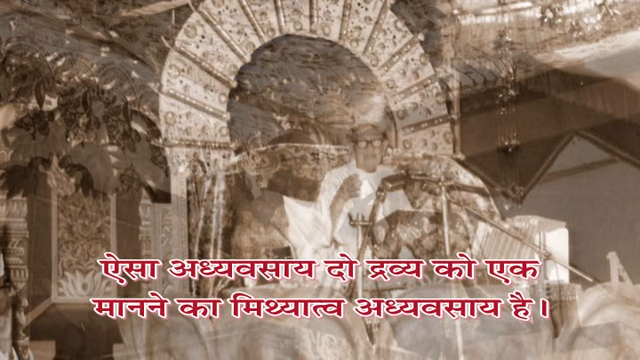 ऐसा अध्यवसाय दो द्रव्य को एक
मानने का मिथ्यात्व अध्यवसाय है।